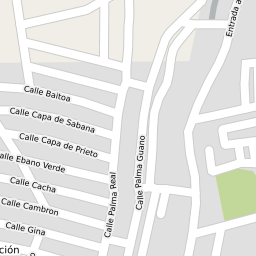 Entrada a
Calle Baitoa
Calle Capa de Sabana
Calle Capa de Prieto
Calle Palma Guano
alle Ebano Verde
Calle Palma Real
Calle Cacha
Calle Cambron
Calle Gina
ción